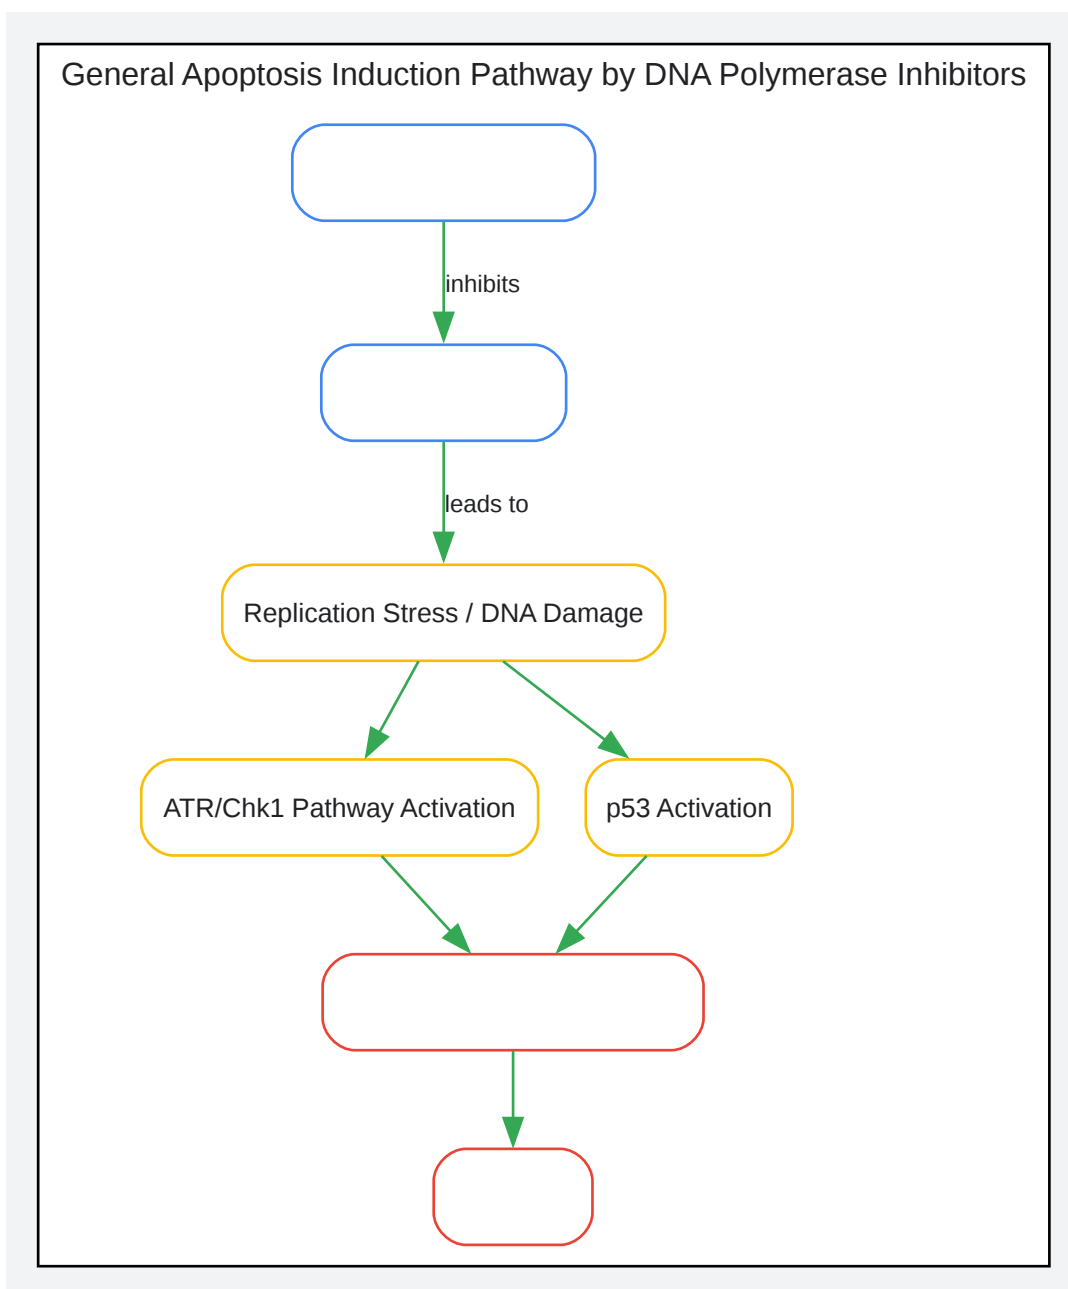 General Apoptosis Induction Pathway by DNA Polymerase Inhibitors
inhibits
leads to
Replication Stress / DNA Damage
ATR/Chk1 Pathway Activation
p53 Activation